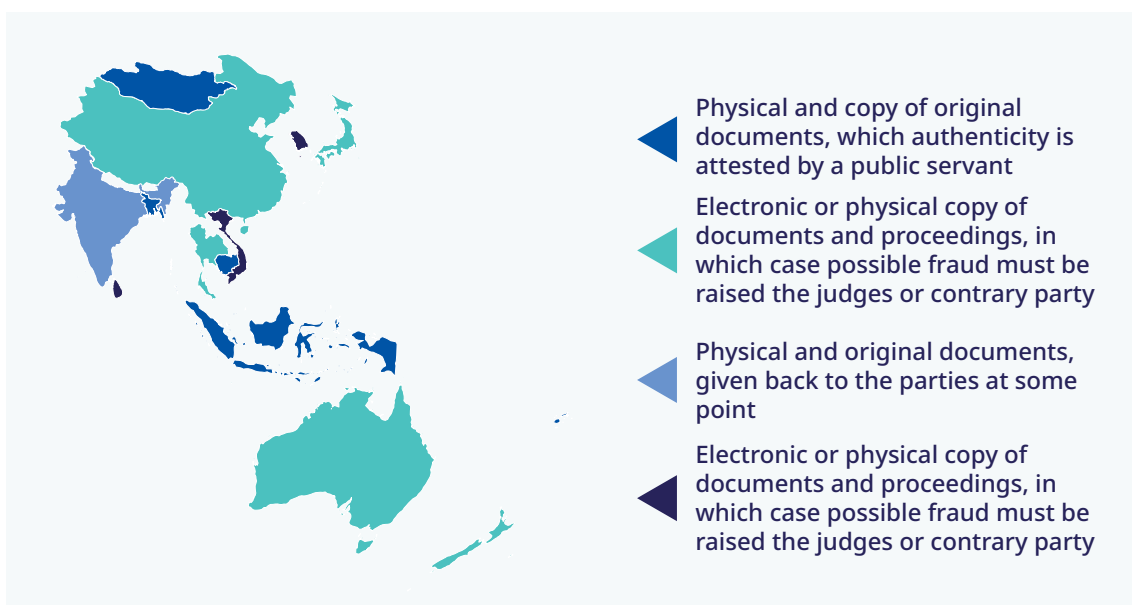 Physical and copy of original
documents, which authenticity is
attested by a public servant
Electronic or physical copy of
documents and proceedings, in
which case possible fraud must be
raised the judges or contrary party
Physical and original documents,
given back to the parties at some
point
Electronic or physical copy of
documents and proceedings, in
which case possible fraud must be
raised the judges or contrary party